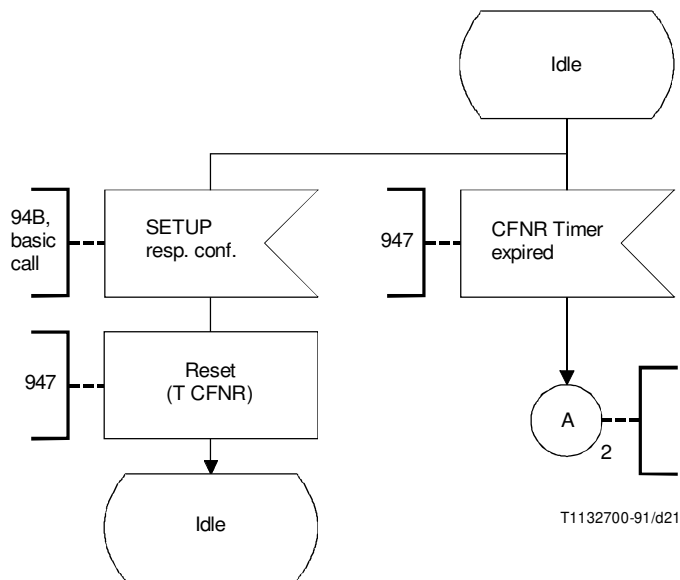 Idle
94B,
basic
call
SETUP
resp. conf.
947
CFNR Timer
expired
947
Reset
(T CFNR)
A
2
Idle
T1132700-91/d21